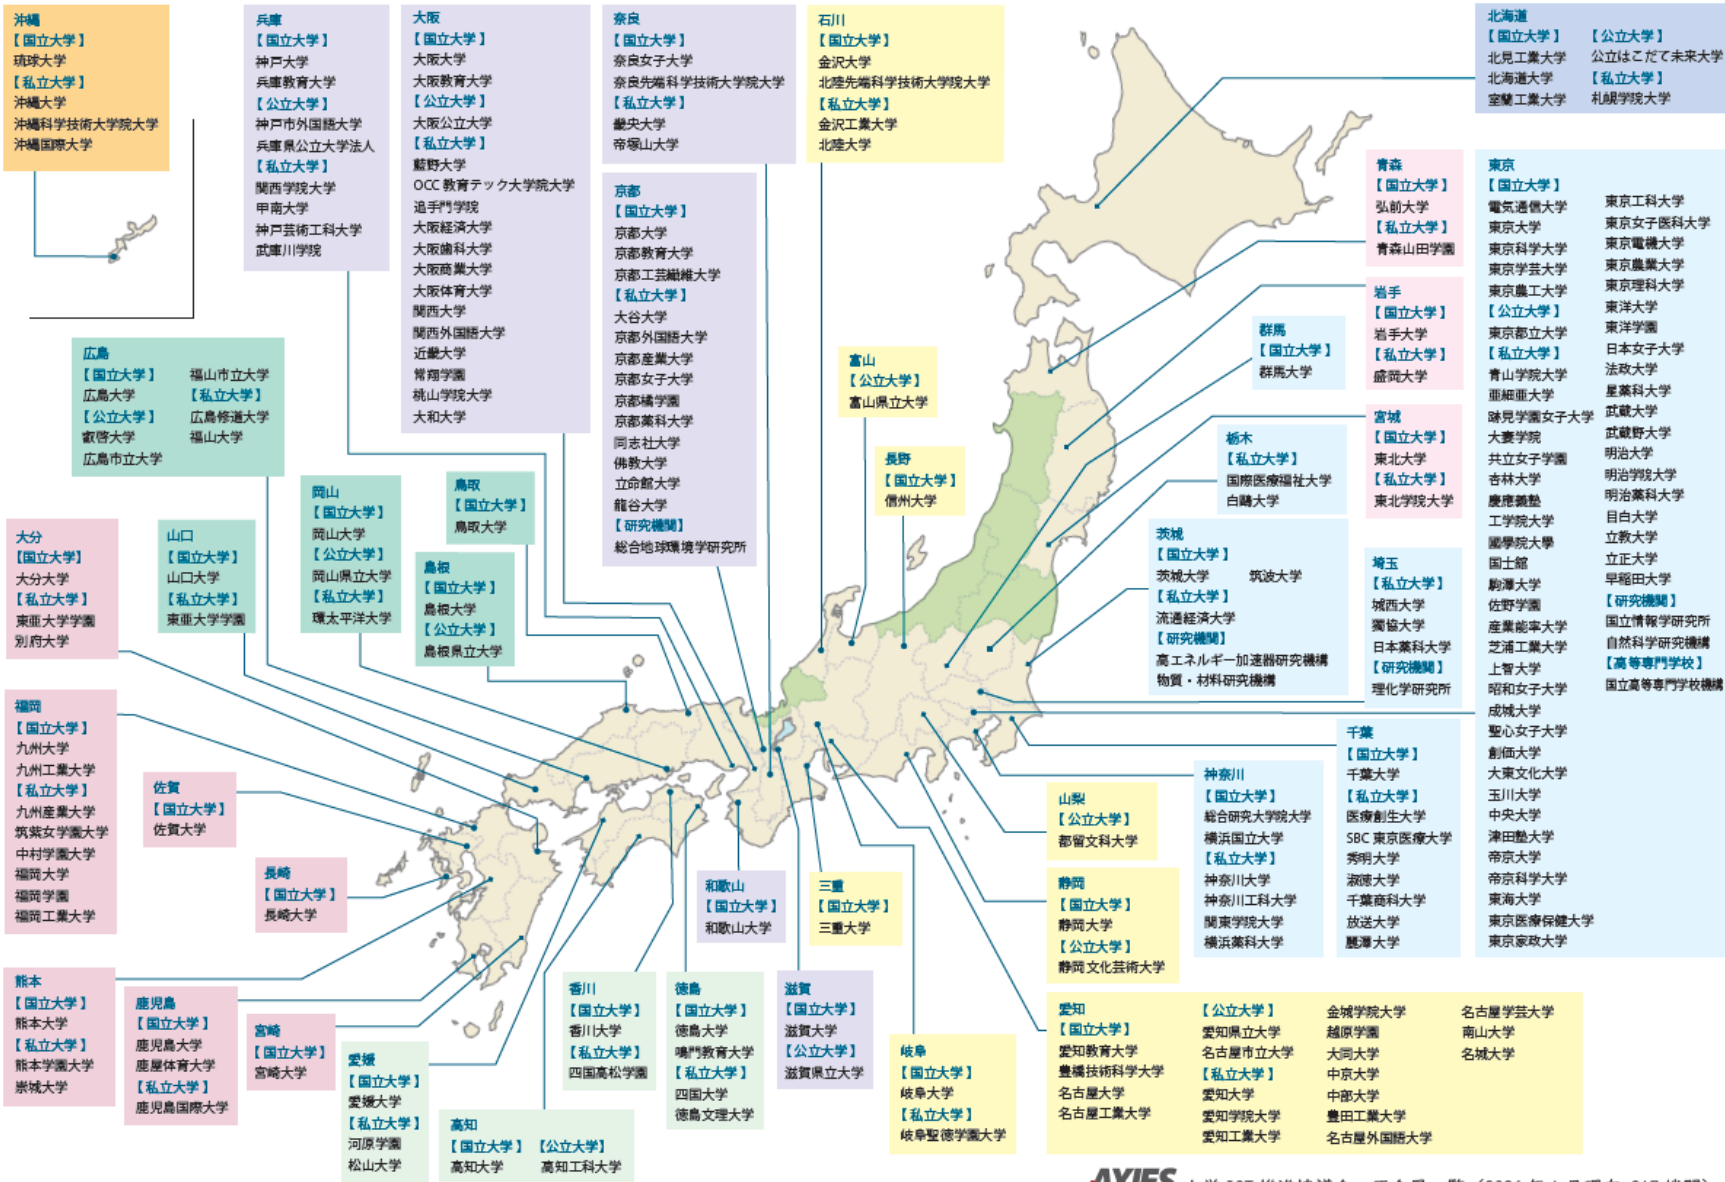 沖縄
【国立大学】
琉球大学
【私立大学】
沖縄大学
沖縄科学技術大学院大学
沖縄国際大学
兵庫
【国立大学】
神戸大学
兵庫教育大学
【公立大学】
神戸市外国語大学
兵庫県公立大学法人
【私立大学】
関西学院大学
甲南大学
神戸芸術工科大学
武庫川学院
大阪
【国立大学】
大阪大学
大阪教育大学
【公立大学】
大阪公立大学
【私立大学】
藍野大学
OCC 教育テック大学院大学
追手門学院
大阪経済大学
大阪歯科大学
大阪商業大学
大阪体育大学
関西大学
関西外国語大学
近畿大学
常翔学園
桃山学院大学
大和大学
奈良
【国立大学】
奈良女子大学
奈良先端科学技術大学院大学
【私立大学】
畿央大学
帝塚山大学
京都
【国立大学】
京都大学
京都教育大学
京都工芸繊維大学
【私立大学】
大谷大学
京都外国語大学
京都産業大学
京都女子大学
京都橘学園
京都薬科大学
同志社大学
佛教大学
立命館大学
龍谷大学
【研究機関】
総合地球環境学研究所
石川
【国立大学】
金沢大学
北陸先端科学技術大学院大学
【私立大学】
金沢工業大学
北陸大学
北海道
【国立大学】
北見工業大学
北海道大学
室蘭工業大学
【公立大学】
公立はこだて未来大学
【私立大学】
札幌学院大学
青森
【国立大学】
弘前大学
【私立大学】
青森山田学園
岩手
【国立大学】
岩手大学
【私立大学】
盛岡大学
宮城
【国立大学】
東北大学
【私立大学】
東北学院大学
東京
【国立大学】
電気通信大学
東京大学
東京科学大学
東京学芸大学
東京農工大学
【公立大学】
東京都立大学
【私立大学】
青山学院大学
亜細亜大学
跡見学園女子大学
大妻学院
共立女子学園
杏林大学
慶應義塾
工学院大学
國學院大學
国士舘
駒澤大学
佐野学園
産業能率大学
芝浦工業大学
上智大学
昭和女子大学
成城大学
聖心女子大学
創価大学
大東文化大学
玉川大学
中央大学
津田塾大学
帝京大学
帝京科学大学
東海大学
東京医療保健大学
東京家政大学
東京工科大学
東京女子医科大学
東京電機大学
東京農業大学
東京理科大学
東洋大学
東洋学園
日本女子大学
法政大学
星薬科大学
武蔵大学
武蔵野大学
明治大学
明治学院大学
明治薬科大学
目白大学
立教大学
立正大学
早稲田大学
【研究機関】
国立情報学研究所
自然科学研究機構
【高等専門学校】
国立高等専門学校機構
群馬
【国立大学】
群馬大学
栃木
【私立大学】
国際医療福祉大学
白鷗大学
富山
【公立大学】
富山県立大学
長野
【国立大学】
信州大学
茨城
【国立大学】
茨城大学 筑波大学
【私立大学】
流通経済大学
【研究機関】
高エネルギー加速器研究機構
物質・材料研究機構
埼玉
【私立大学】
城西大学
獨協大学
日本薬科大学
【研究機関】
理化学研究所
広島
【国立大学】
広島大学
【公立大学】
叡啓大学
広島市立大学
福山市立大学
【私立大学】
広島修道大学
福山大学
岡山
【国立大学】
岡山大学
【公立大学】
岡山県立大学
【私立大学】
環太平洋大学
鳥取
【国立大学】
鳥取大学
島根
【国立大学】
島根大学
【公立大学】
島根県立大学
大分
【国立大学】
大分大学
【私立大学】
東亜大学学園
別府大学
山口
【国立大学】
山口大学
【私立大学】
東亜大学学園
福岡
【国立大学】
九州大学
九州工業大学
【私立大学】
九州産業大学
筑紫女学園大学
中村学園大学
福岡大学
福岡学園
福岡工業大学
佐賀
【国立大学】
佐賀大学
長崎
【国立大学】
長崎大学
熊本
【国立大学】
熊本大学
【私立大学】
熊本学園大学
崇城大学
鹿児島
【国立大学】
鹿児島大学
鹿屋体育大学
【私立大学】
鹿児島国際大学
宮崎
【国立大学】
宮崎大学
愛媛
【国立大学】
愛媛大学
【私立大学】
河原学園
松山大学
高知
【国立大学】 【公立大学】
高知大学 高知工科大学
香川
【国立大学】
香川大学
【私立大学】
四国高松学園
徳島
【国立大学】
徳島大学
鳴門教育大学
【私立大学】
四国大学
徳島文理大学
和歌山
【国立大学】
和歌山大学
滋賀
【国立大学】
滋賀大学
【公立大学】
滋賀県立大学
三重
【国立大学】
三重大学
岐阜
【国立大学】
岐阜大学
【私立大学】
岐阜聖徳学園大学
山梨
【公立大学】
都留文科大学
静岡
【国立大学】
静岡大学
【公立大学】
静岡文化芸術大学
神奈川
【国立大学】
総合研究大学院大学
横浜国立大学
【私立大学】
神奈川大学
神奈川工科大学
関東学院大学
横浜薬科大学
千葉
【国立大学】
千葉大学
【私立大学】
医療創生大学
SBC 東京医療大学
秀明大学
淑徳大学
千葉商科大学
放送大学
麗澤大学
愛知
【国立大学】
愛知教育大学
豊橋技術科学大学
名古屋大学
名古屋工業大学
【公立大学】
愛知県立大学
名古屋市立大学
【私立大学】
愛知大学
愛知学院大学
愛知工業大学
金城学院大学
越原学園
大同大学
中京大学
中部大学
豊田工業大学
名古屋外国語大学
名古屋学芸大学
南山大学
名城大学
AXIES